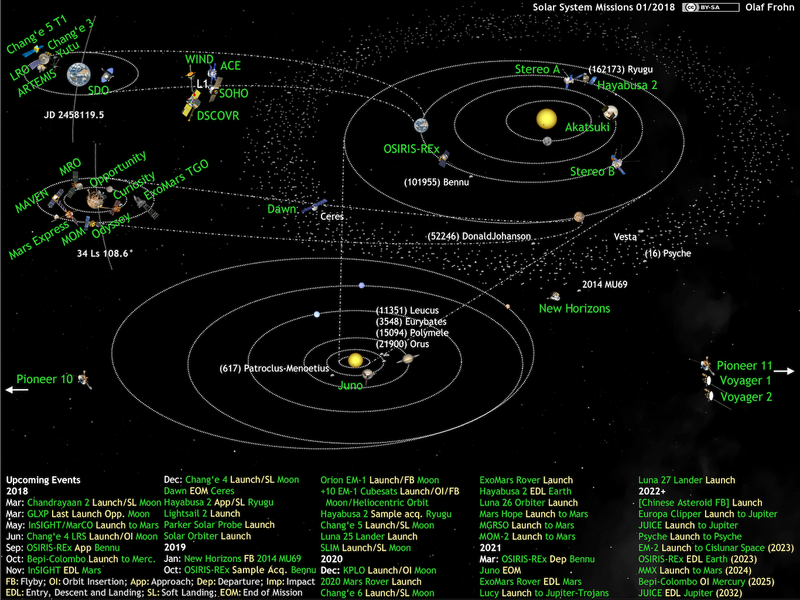 Solar System Missions 01/2018 CC BY-SA Olaf Frohn
Chang'e 5 T1
Chang'e 3
Yutu
LRO
ARTEMIS
SDO
WIND
ACE
L1
SOHO
DSCOVR
JD 2458119.5
Stereo A
(162173) Ryugu
Hayabusa 2
Akatsuki
OSIRIS-REx
Stereo B
(101955) Bennu
MRO
Opportunity
Curiosity
ExoMars TGO
MAVEN
Mars Express
MOM
Odyssey
34 Ls 108.6°
Dawn
Ceres
(52246) DonaldJohanson
Vesta
(16) Psyche
2014 MU69
New Horizons
(11351) Leucus
(3548) Eurybates
(15094) Polymele
(21900) Orus
(617) Patroclus-Menoetius
Juno
Pioneer 10
Pioneer 11
Voyager 1
Voyager 2
Upcoming Events
2018
Mar: Chandrayaan 2 Launch/SL Moon
Mar: GLXP Last Launch Opp. Moon
May: InSIGHT/MarCO Launch to Mars
Jun: Chang'e 4 LRS Launch/OI Moon
Sep: OSIRIS-REx App Bennu
Oct: Bepi-Colombo Launch to Merc.
Nov: InSIGHT EDL Mars
Dec: Chang'e 4 Launch/SL Moon
Dawn EOM Ceres
Hayabusa 2 App/SL Ryugu
Lightsail 2 Launch
Parker Solar Probe Launch
Solar Orbiter Launch
2019
Jan: New Horizons FB 2014 MU69
Oct: OSIRIS-REx Sample Acq. Bennu
Orion EM-1 Launch/FB Moon
+10 EM-1 Cubesats Launch/OI/FB
Moon/Heliocentric Orbit
Hayabusa 2 Sample acq. Ryugu
Chang'e 5 Launch/SL Moon
Luna 25 Lander Launch
SLIM Launch/SL Moon
2020
Dec: KPLO Launch/OI Moon
2020 Mars Rover Launch
Chang'e 6 Launch/SL Moon
ExoMars Rover Launch
Hayabusa 2 EDL Earth
Luna 26 Orbiter Launch
Mars Hope Launch to Mars
MGRSO Launch to Mars
MOM-2 Launch to Mars
2021
Mar: OSIRIS-REx Dep Bennu
Juno EOM
ExoMars Rover EDL Mars
Lucy Launch to Jupiter-Trojans
Luna 27 Lander Launch
2022+
[Chinese Asteroid FB] Launch
Europa Clipper Launch to Jupiter
JUICE Launch to Jupiter
Psyche Launch to Psyche
EM-2 Launch to Cislunar Space (2023)
OSIRIS-REx EDL Earth (2023)
MMX Launch to Mars (2024)
Bepi-Colombo OI Mercury (2025)
JUICE EDL Jupiter (2032)
FB: Flyby; OI: Orbit Insertion; App: Approach; Dep: Departure; Imp: Impact
EDL: Entry, Descent and Landing; SL: Soft Landing; EOM: End of Mission